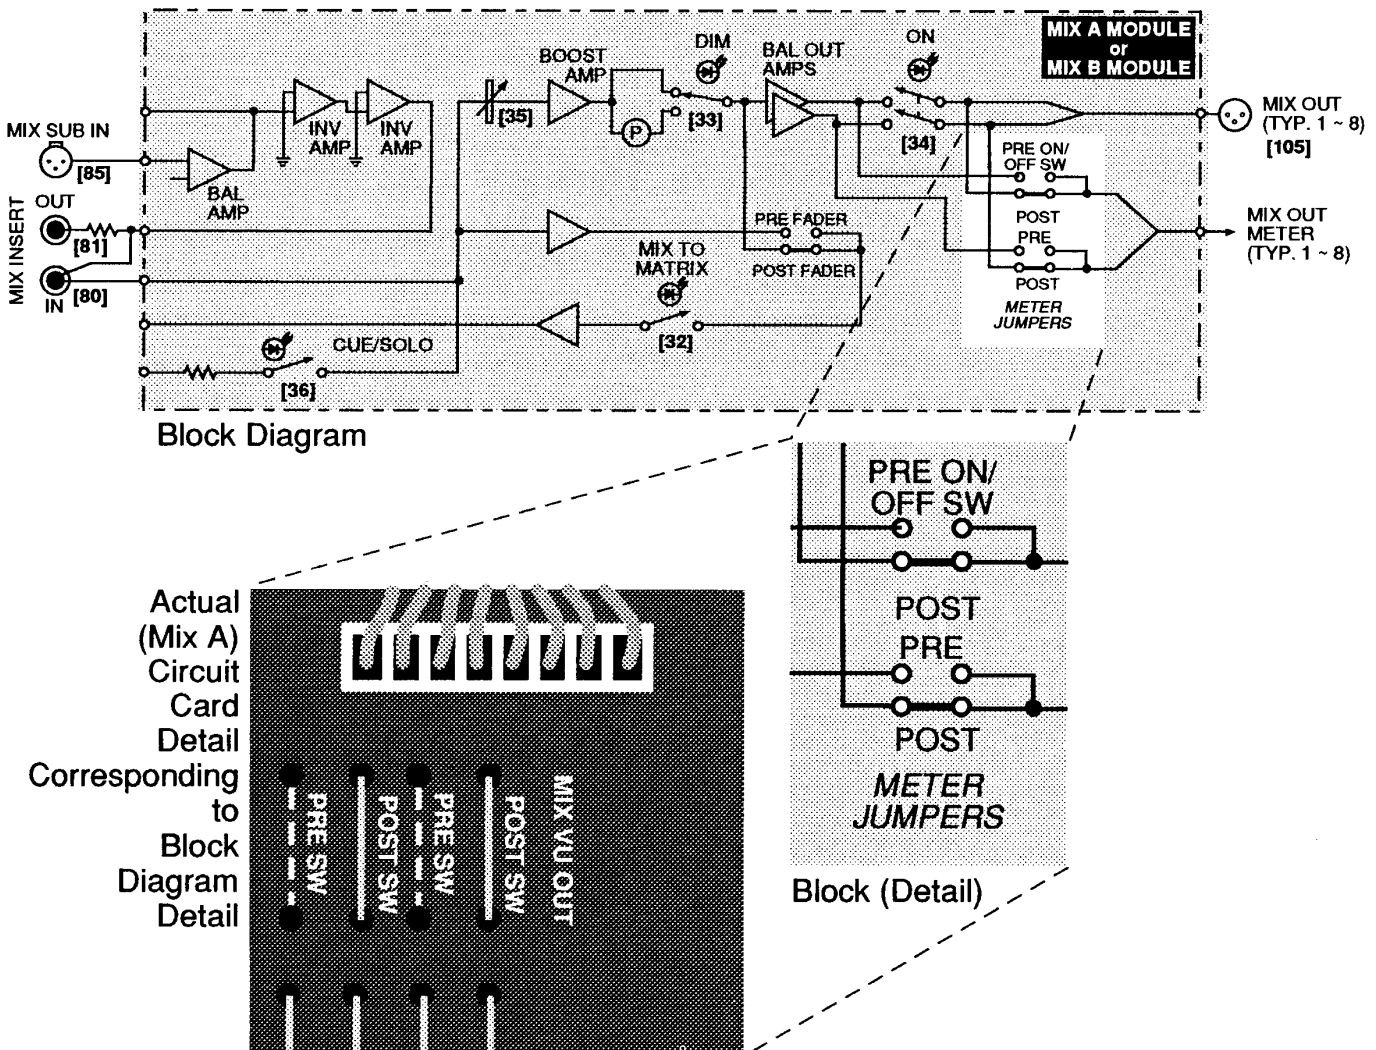 MIX A MODULE
or
MIX B MODULE
DIM
ON
BOOST
AMP
BAL OUT
AMPS
MIX SUB IN
[85]
INV
AMP
INV
AMP
[35]
P
[33]
[34]
MIX OUT
(TYP. 1 ~ 8)
[105]
PRE ON/
OFF SW
BAL
AMP
MIX INSERT
OUT
[81]
IN
[80]
PRE FADER
POST FADER
MIX TO
MATRIX
[32]
POST
PRE
POST
METER
JUMPERS
MIX OUT
METER
(TYP. 1 ~ 8)
CUE/SOLO
[36]
Block Diagram
PRE ON/
OFF SW
POST
PRE
POST
METER
JUMPERS
Block (Detail)
Actual
(Mix A)
Circuit
Card
Detail
Corresponding
to
Block
Diagram
Detail
PRE SW
POST SW
PRE SW
POST SW
MIX VU OUT